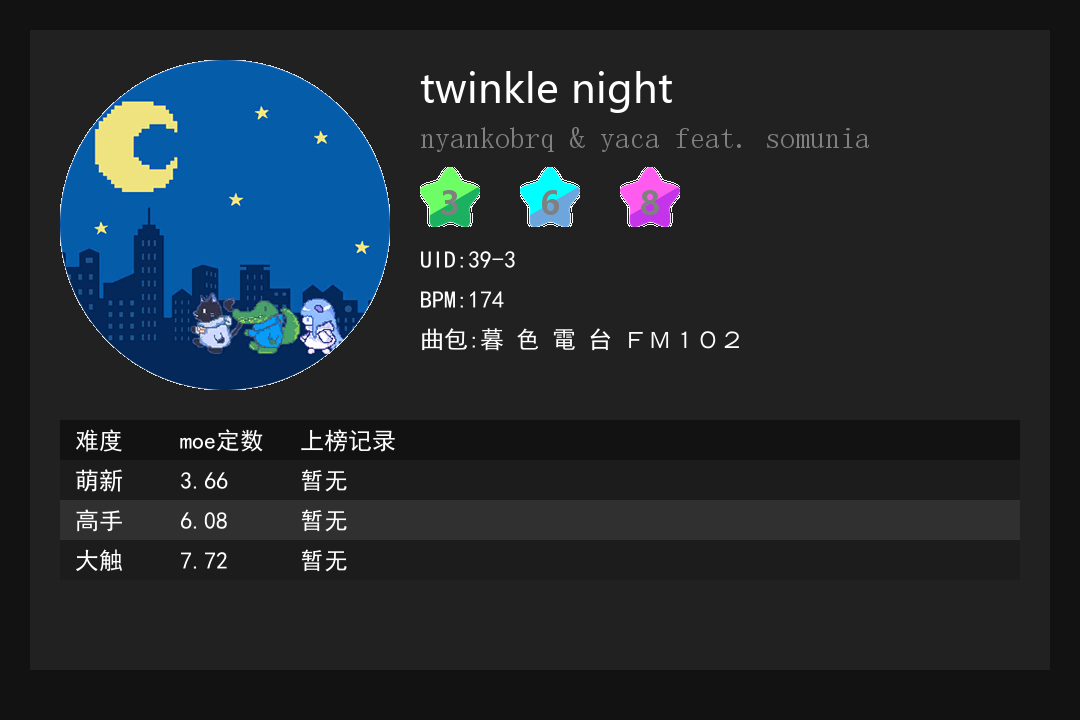 twinkle night
nyankobrq & yaca feat. somunia
3 6 8
UID:39-3
BPM:174
曲包:暮 色 電 台 ＦＭ１０２
难度 moe定数 上榜记录
萌新 3.66 暂无
高手 6.08 暂无
大触 7.72 暂无